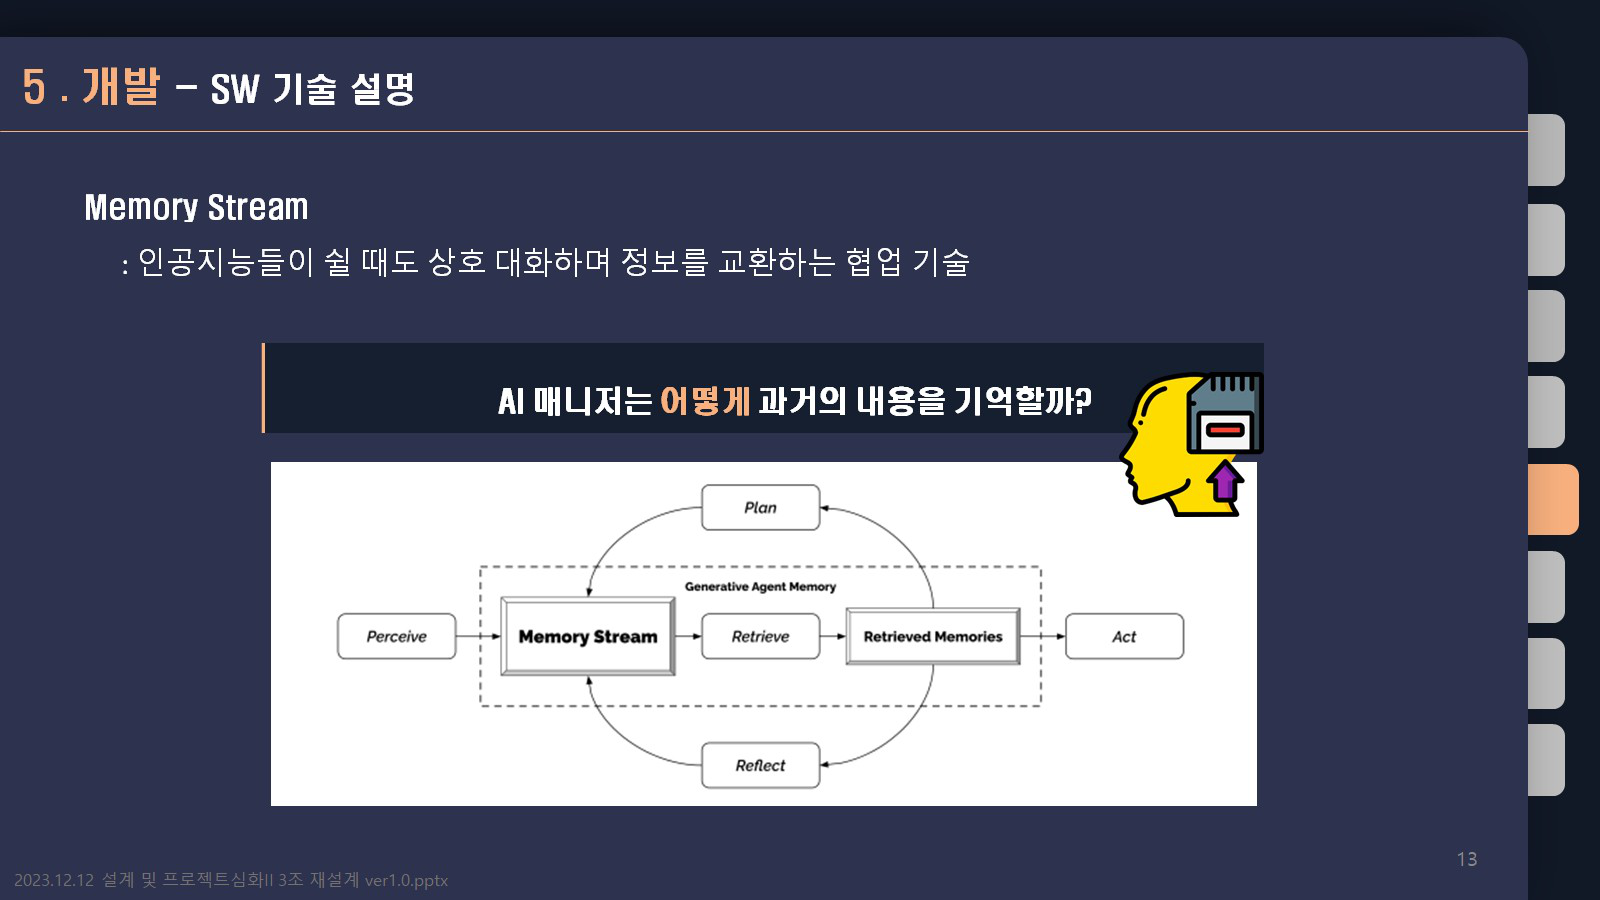 5 . 개발 – SW 기술 설명
Memory Stream
: 인공지능들이 쉴 때도 상호 대화하며 정보를 교환하는 협업 기술
AI 매니저는 어떻게 과거의 내용을 기억할까?
Plan
Generative Agent Memory
Perceive
Memory Stream
Retrieve
Retrieved Memories
Act
Reflect
13
2023.12.12 설계 및 프로젝트심화II 3조 재설계 ver1.0.pptx